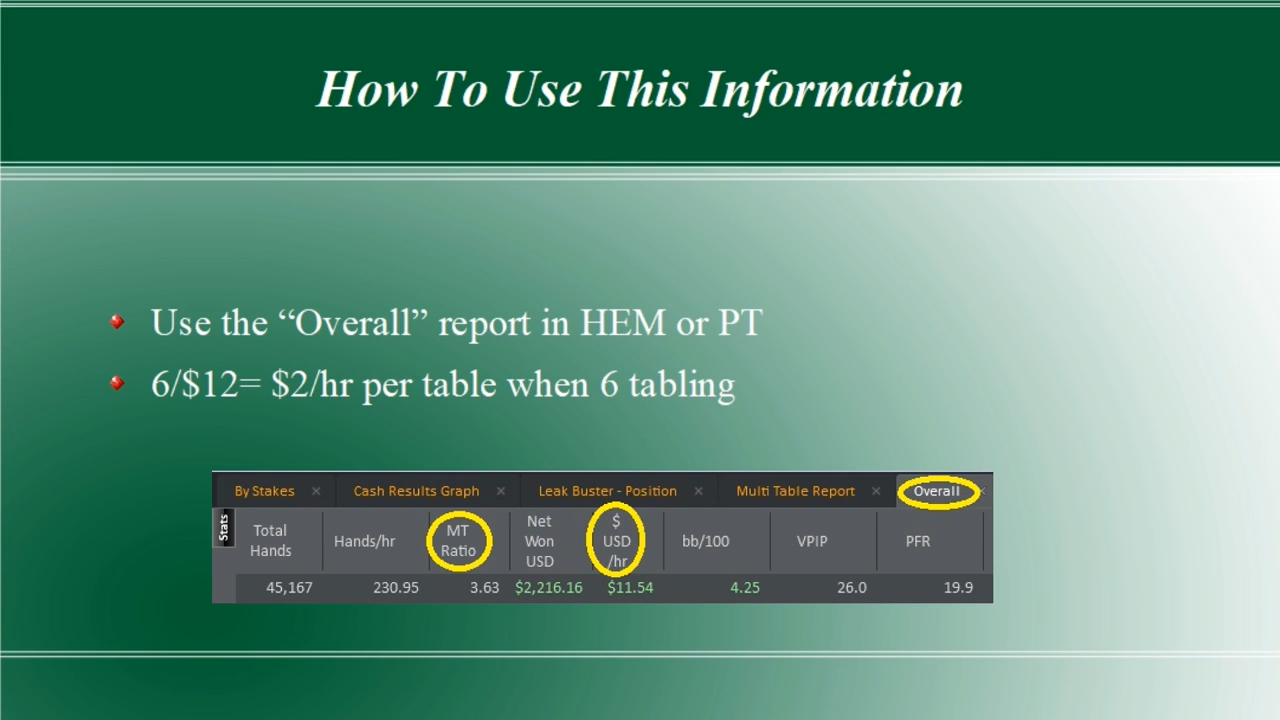 How To Use This Information
Use the “Overall” report in HEM or PT
6/$12= $2/hr per table when 6 tabling
By Stakes × Cash Results Graph × Leak Buster - Position × Multi Table Report × Overall ×
Stats
Total Hands Hands/hr MT Ratio Net Won USD $ USD /hr bb/100 VPIP PFR
45,167 230.95 3.63 $2,216.16 $11.54 4.25 26.0 19.9